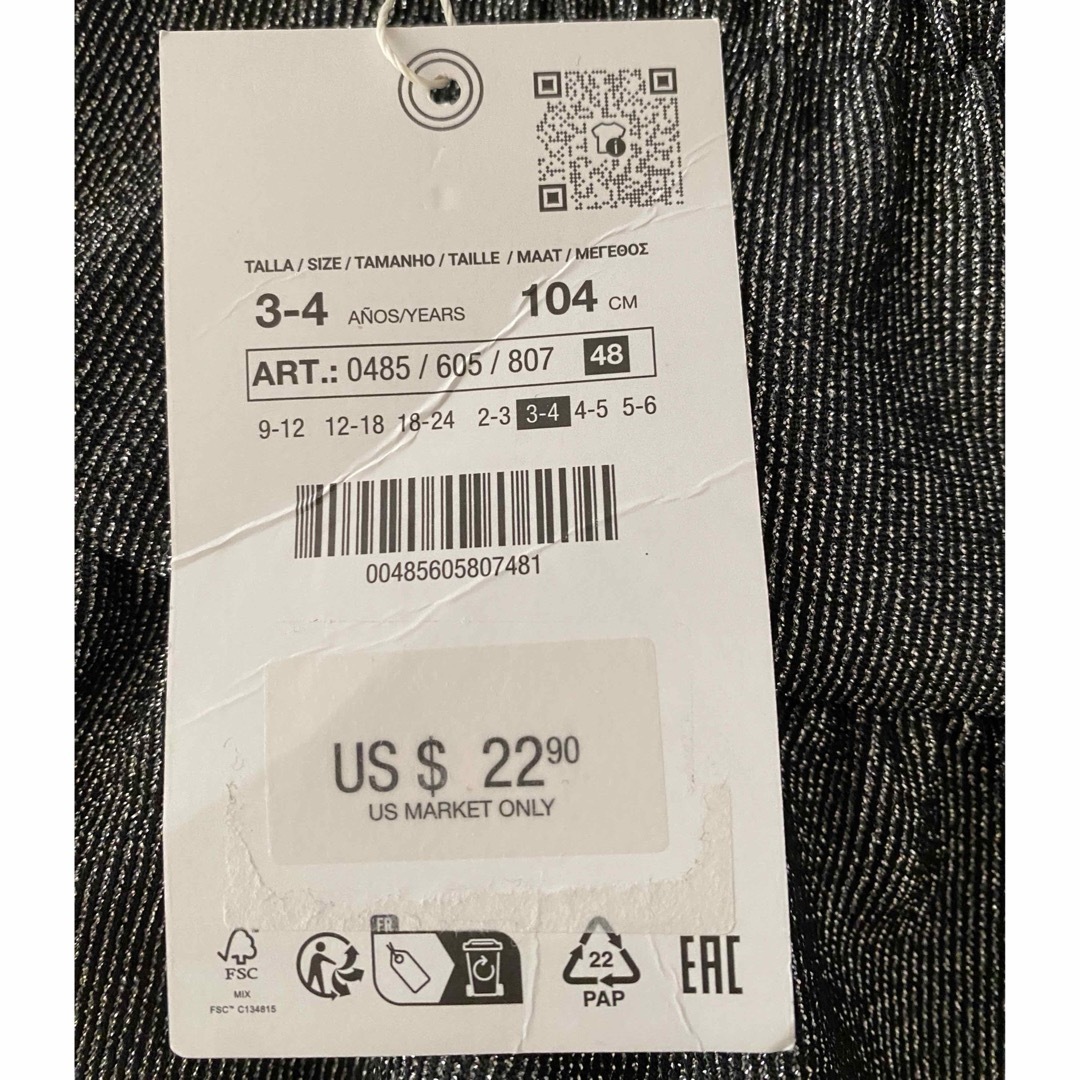 TALLA / SIZE / TAMANHO / TAILLE / MAAT / ΜΕΓΕΘΟΣ
3-4 AÑOS/YEARS 104 CM
ART.: 0485 / 605 / 807 48
9-12 12-18 18-24 2-3 3-4 4-5 5-6
00485605807481
US $ 22⁹⁰
US MARKET ONLY
FR
FSC
MIX
FSC™ C134815
22
PAP
EAC